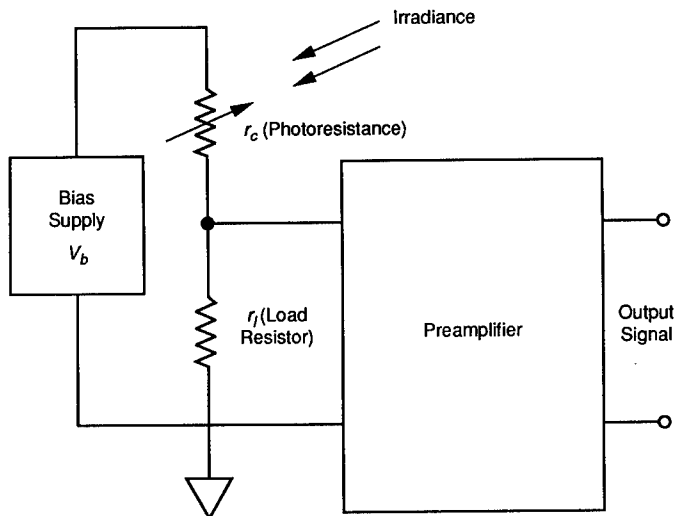 Irradiance
r_c (Photoresistance)
Bias
Supply
V_b
r_l (Load
Resistor)
Preamplifier
Output
Signal